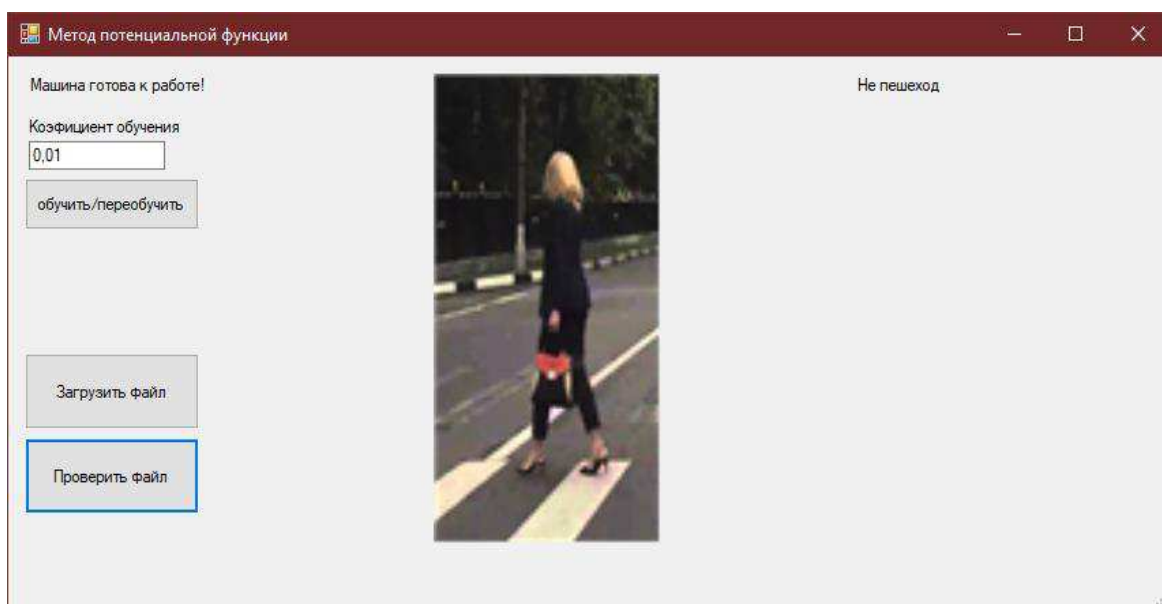 Метод потенциальной функции
Машина готова к работе!
Не пешеход
Коэфициент обучения
0,01
обучить/переобучить
Загрузить файл
Проверить файл